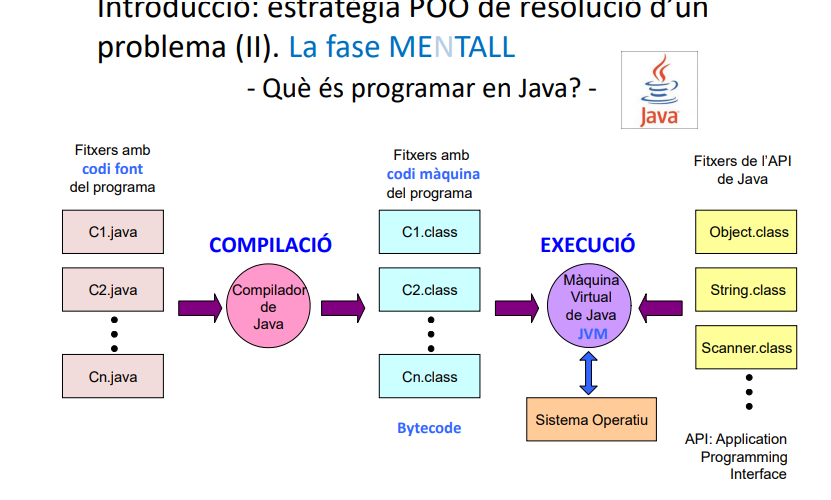 Introducció: estratègia POO de resolució d'un
problema (II). La fase MENTALL
- Què és programar en Java? -
Java
Fitxers amb
codi font
del programa
C1.java
C2.java
Cn.java
COMPILACIÓ
Compilador
de
Java
Fitxers amb
codi màquina
del programa
C1.class
C2.class
Cn.class
Bytecode
EXECUCIÓ
Màquina
Virtual
de Java
JVM
Sistema Operatiu
Fitxers de l'API
de Java
Object.class
String.class
Scanner.class
API: Application
Programming
Interface